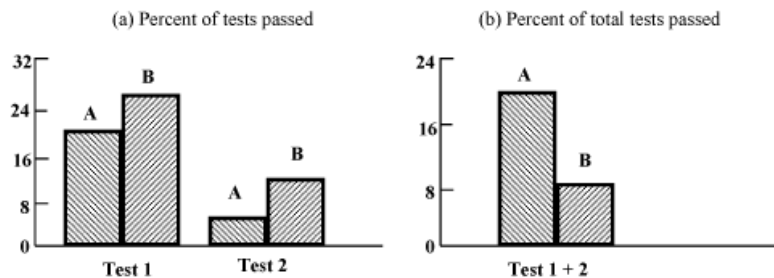 (a) Percent of tests passed
32
24
16
8
0
A
B
A
B
Test 1
Test 2
(b) Percent of total tests passed
24
16
8
0
A
B
Test 1 + 2